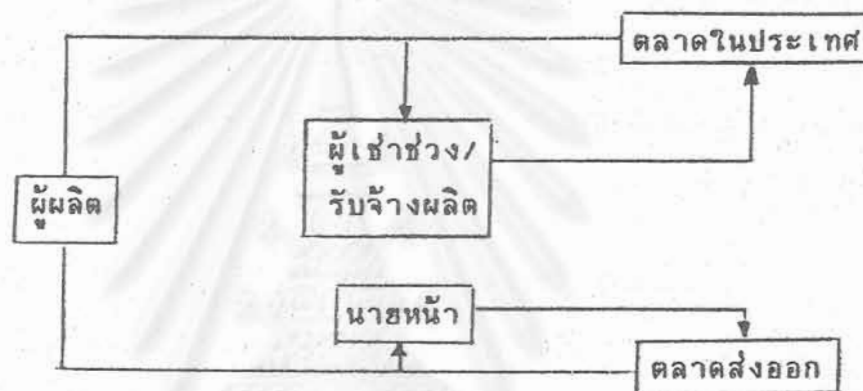 ตลาดในประเทศ
ผู้เช่าช่วง/
รับจ้างผลิต
ผู้ผลิต
นายหน้า
ตลาดส่งออก